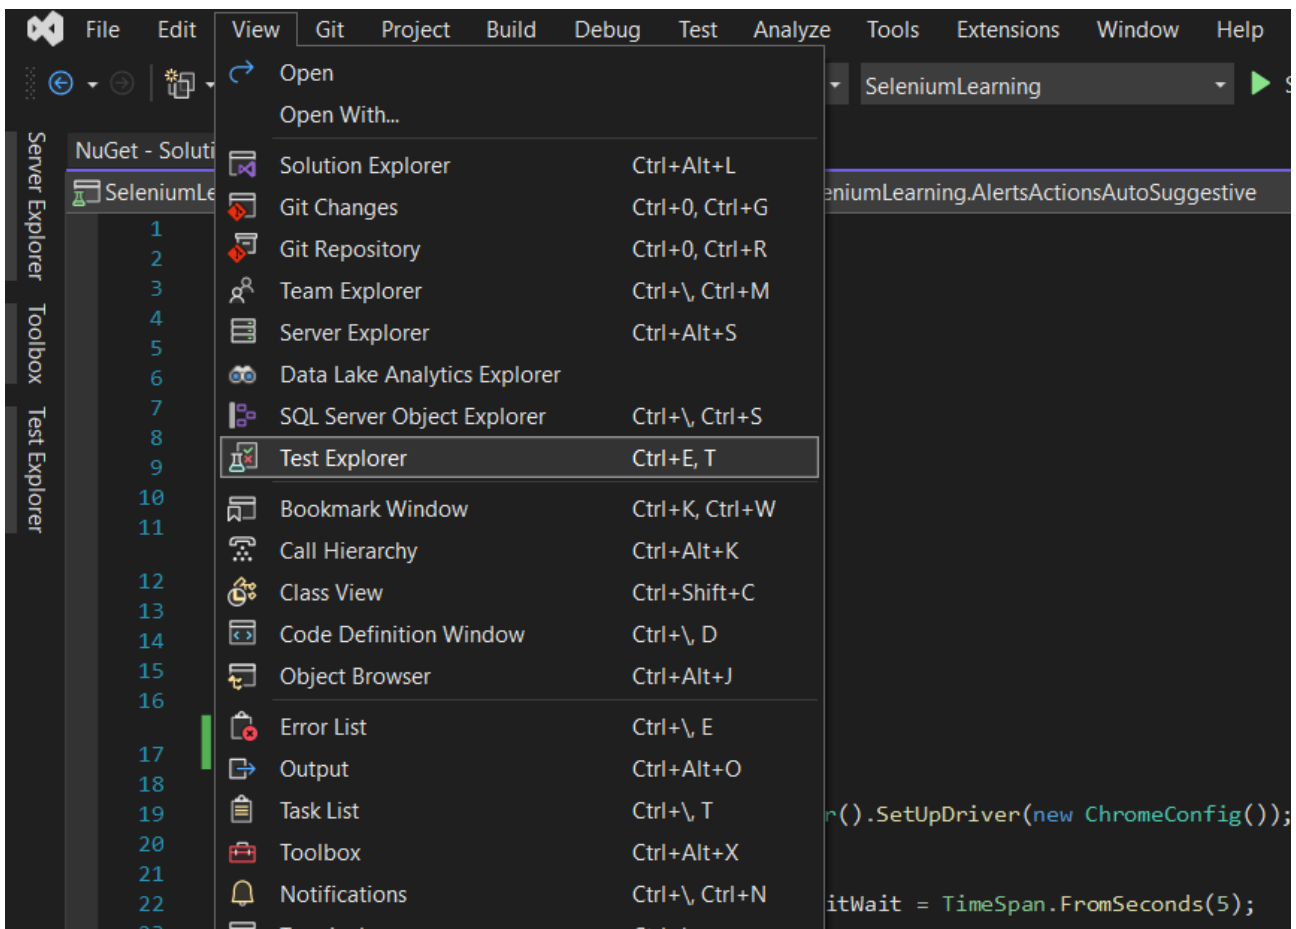 File Edit View Git Project Build Debug Test Analyze Tools Extensions Window Help
SeleniumLearning
Server Explorer
Toolbox
Test Explorer
NuGet - Soluti
SeleniumLe
eniumLearning.AlertsActionsAutoSuggestive
Open
Open With...
Solution Explorer Ctrl+Alt+L
Git Changes Ctrl+0, Ctrl+G
Git Repository Ctrl+0, Ctrl+R
Team Explorer Ctrl+\, Ctrl+M
Server Explorer Ctrl+Alt+S
Data Lake Analytics Explorer
SQL Server Object Explorer Ctrl+\, Ctrl+S
Test Explorer Ctrl+E, T
Bookmark Window Ctrl+K, Ctrl+W
Call Hierarchy Ctrl+Alt+K
Class View Ctrl+Shift+C
Code Definition Window Ctrl+\, D
Object Browser Ctrl+Alt+J
Error List Ctrl+\, E
Output Ctrl+Alt+O
Task List Ctrl+\, T
Toolbox Ctrl+Alt+X
Notifications Ctrl+\, Ctrl+N
1
2
3
4
5
6
7
8
9
10
11
12
13
14
15
16
17
18
19 r().SetUpDriver(new ChromeConfig());
20
21
22 itWait = TimeSpan.FromSeconds(5);